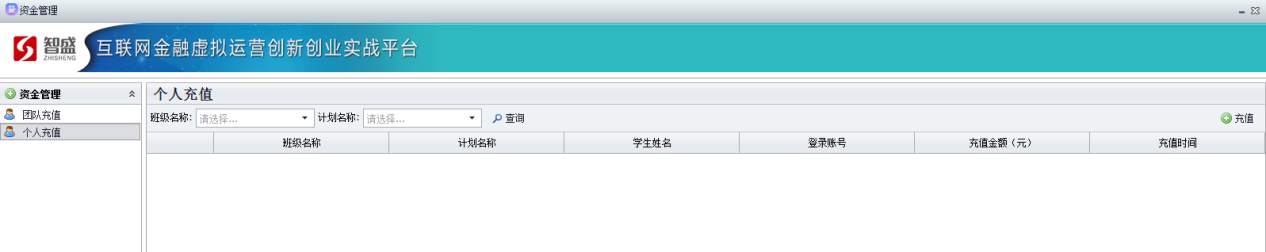 资金管理
智盛
ZHISHENG
互联网金融虚拟运营创新创业实战平台
资金管理
团队充值
个人充值
个人充值
班级名称: 请选择... 计划名称: 请选择... 查询 充值
班级名称 计划名称 学生姓名 登录账号 充值金额（元） 充值时间